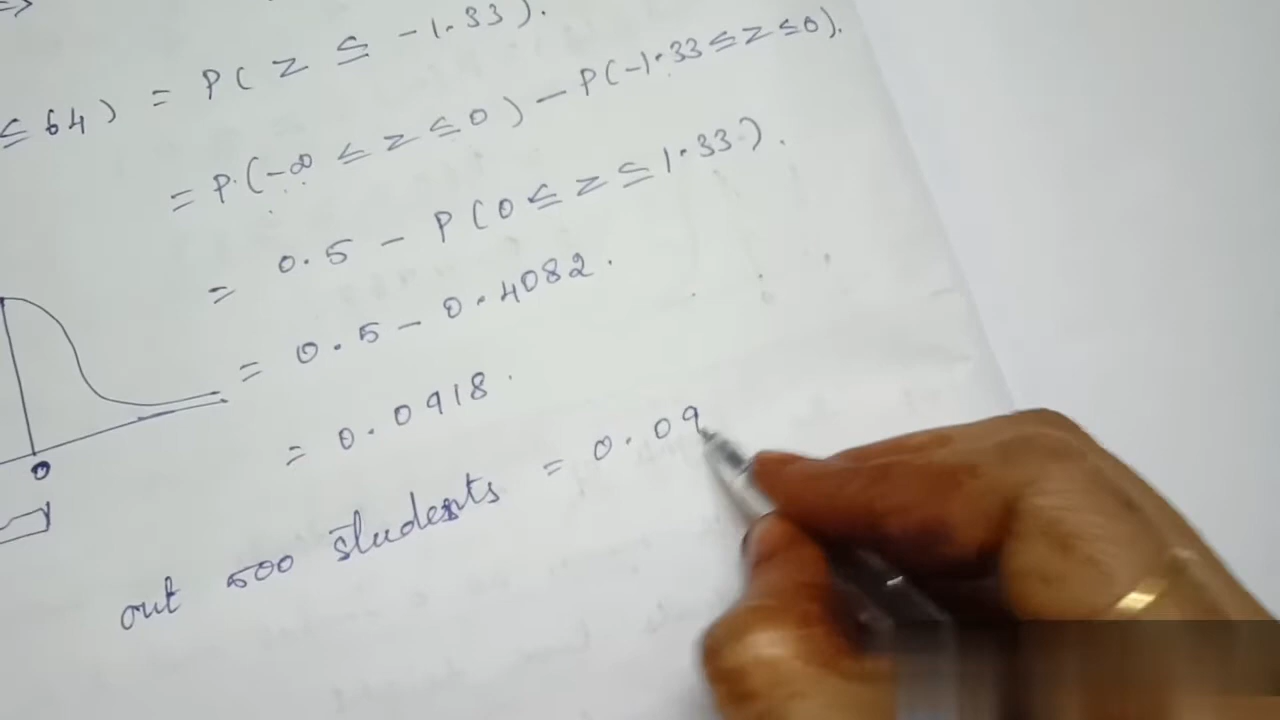 = P( Z ≤ -1.33).
≤ 64) = P(-∞ ≤ Z ≤ 0) - P(-1.33 ≤ Z ≤ 0).
= 0.5 - P(0 ≤ Z ≤ 1.33).
= 0.5 - 0.4082.
= 0.0918.
0
out 500 students = 0.09